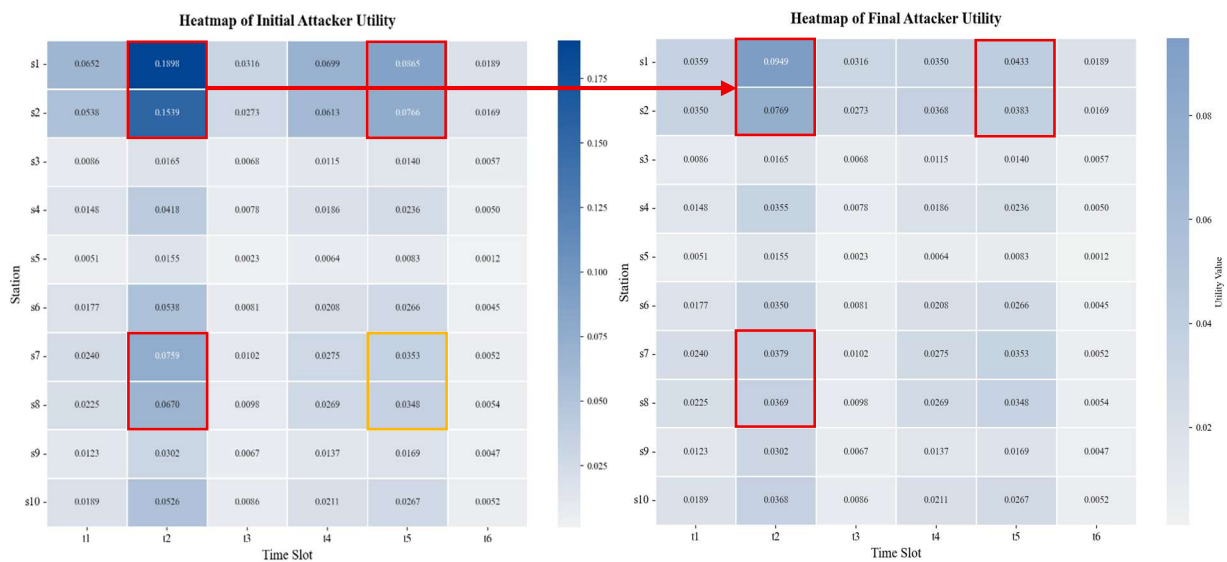 Heatmap of Initial Attacker Utility
s1 0.0652 0.1898 0.0316 0.0699 0.0865 0.0189
s2 0.0538 0.1539 0.0273 0.0613 0.0766 0.0169
s3 0.0086 0.0165 0.0068 0.0115 0.0140 0.0057
s4 0.0148 0.0418 0.0078 0.0186 0.0236 0.0050
s5 0.0051 0.0155 0.0023 0.0064 0.0083 0.0012
s6 0.0177 0.0538 0.0081 0.0208 0.0266 0.0045
s7 0.0240 0.0759 0.0102 0.0275 0.0353 0.0052
s8 0.0225 0.0670 0.0098 0.0269 0.0348 0.0054
s9 0.0123 0.0302 0.0067 0.0137 0.0169 0.0047
s10 0.0189 0.0526 0.0086 0.0211 0.0267 0.0052
t1 t2 t3 t4 t5 t6
Time Slot
Station
0.175
0.150
0.125
0.100
0.075
0.050
0.025
Heatmap of Final Attacker Utility
s1 0.0359 0.0949 0.0316 0.0350 0.0433 0.0189
s2 0.0350 0.0769 0.0273 0.0368 0.0383 0.0169
s3 0.0086 0.0165 0.0068 0.0115 0.0140 0.0057
s4 0.0148 0.0355 0.0078 0.0186 0.0236 0.0050
s5 0.0051 0.0155 0.0023 0.0064 0.0083 0.0012
s6 0.0177 0.0350 0.0081 0.0208 0.0266 0.0045
s7 0.0240 0.0379 0.0102 0.0275 0.0353 0.0052
s8 0.0225 0.0369 0.0098 0.0269 0.0348 0.0054
s9 0.0123 0.0302 0.0067 0.0137 0.0169 0.0047
s10 0.0189 0.0368 0.0086 0.0211 0.0267 0.0052
t1 t2 t3 t4 t5 t6
Time Slot
Station
0.08
0.06
0.04
0.02
Utility Value